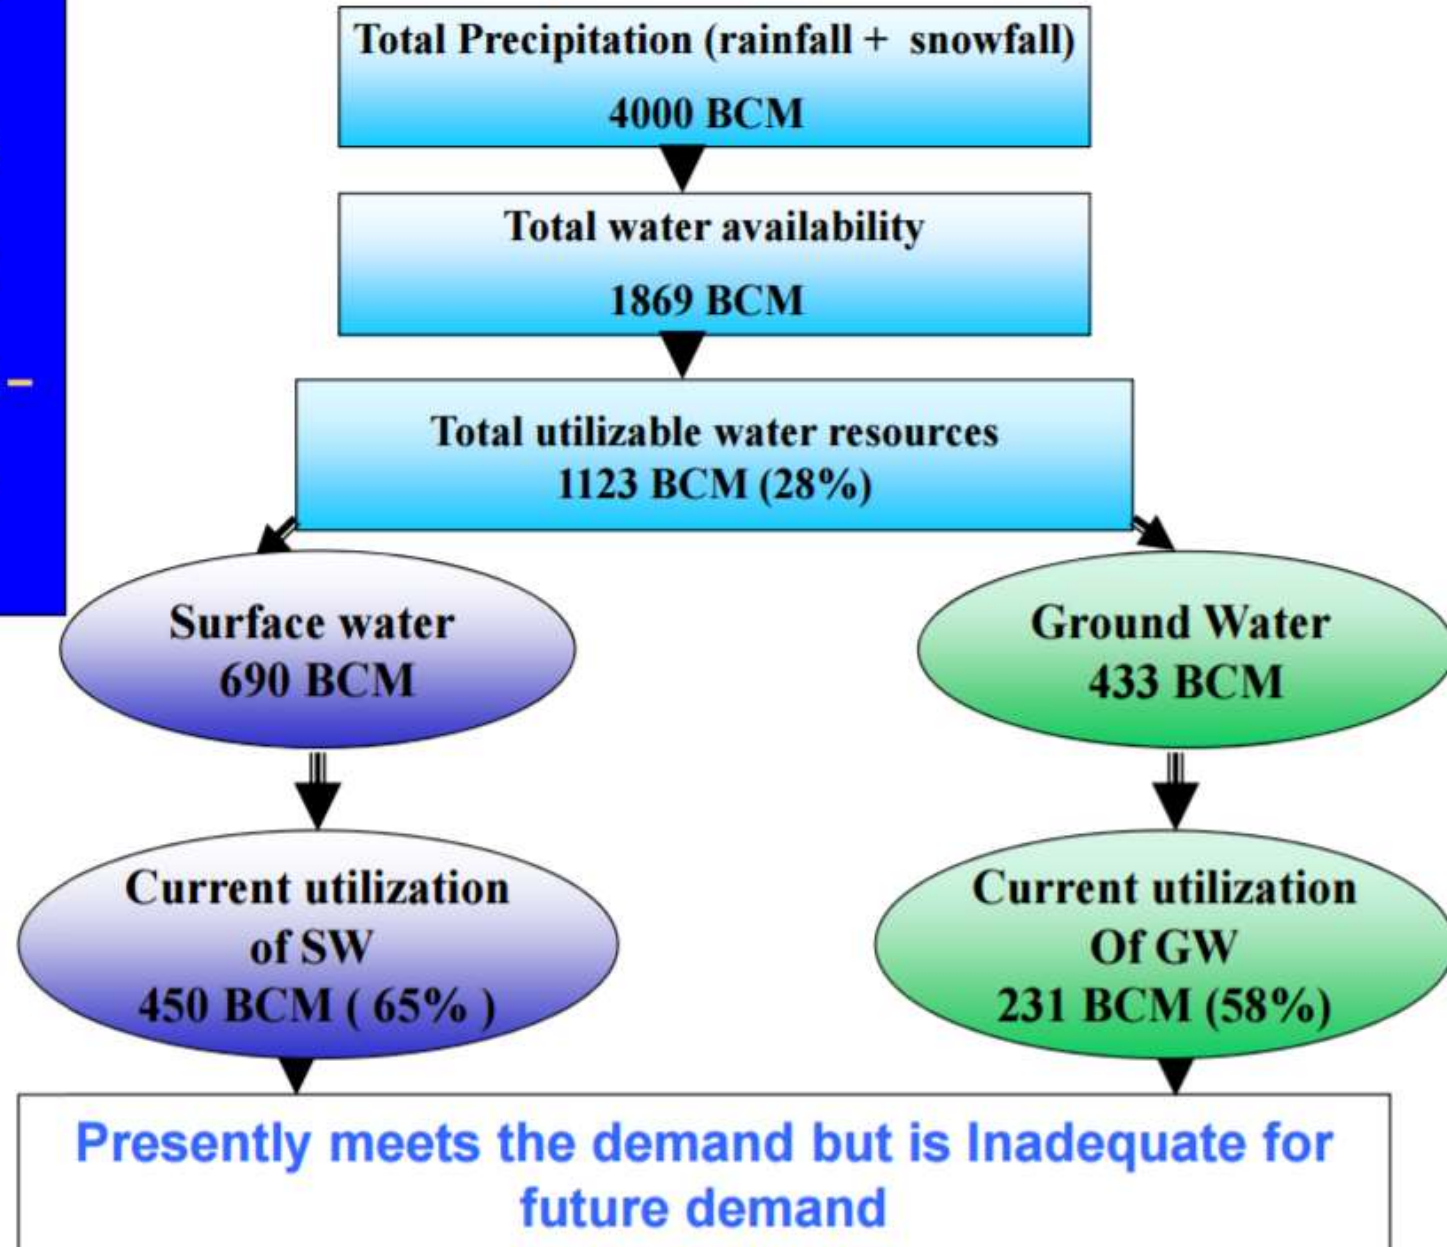 Total Precipitation (rainfall + snowfall)
4000 BCM
Total water availability
1869 BCM
Total utilizable water resources
1123 BCM (28%)
Surface water
690 BCM
Ground Water
433 BCM
Current utilization
of SW
450 BCM ( 65% )
Current utilization
Of GW
231 BCM (58%)
Presently meets the demand but is Inadequate for
future demand